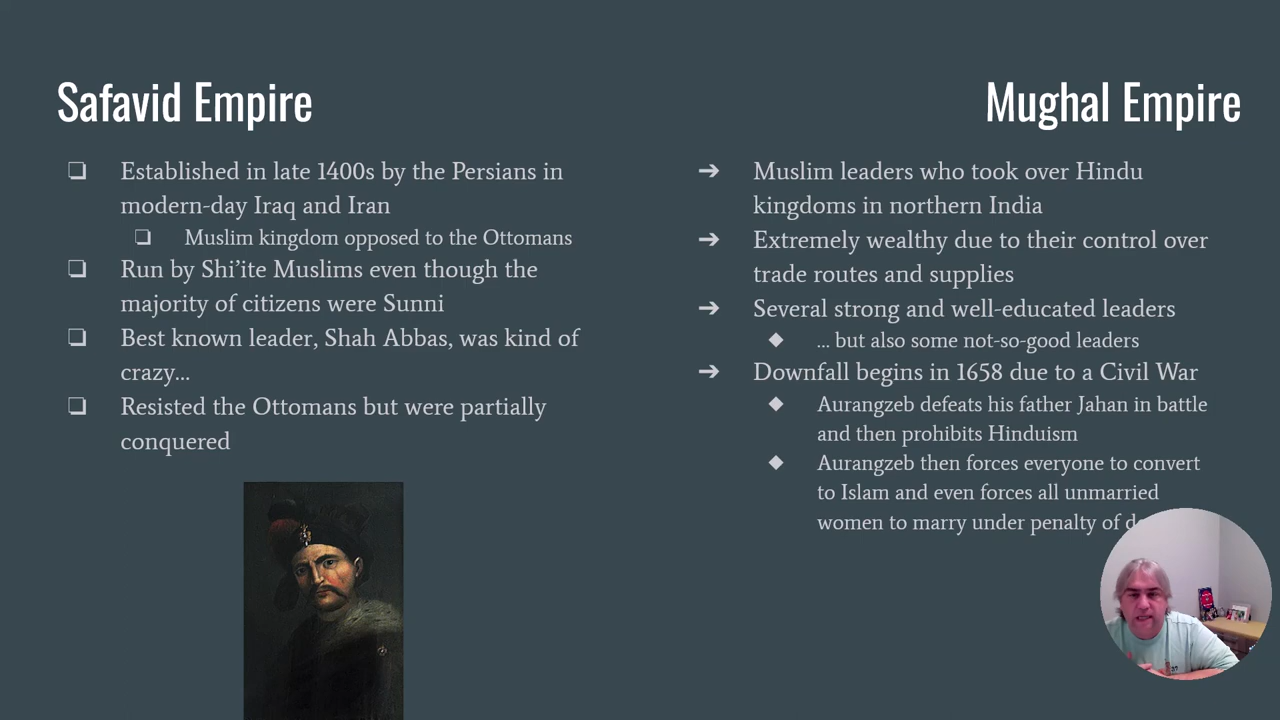 Safavid Empire
Established in late 1400s by the Persians in
modern-day Iraq and Iran
Muslim kingdom opposed to the Ottomans
Run by Shi’ite Muslims even though the
majority of citizens were Sunni
Best known leader, Shah Abbas, was kind of
crazy...
Resisted the Ottomans but were partially
conquered
Mughal Empire
Muslim leaders who took over Hindu
kingdoms in northern India
Extremely wealthy due to their control over
trade routes and supplies
Several strong and well-educated leaders
... but also some not-so-good leaders
Downfall begins in 1658 due to a Civil War
Aurangzeb defeats his father Jahan in battle
and then prohibits Hinduism
Aurangzeb then forces everyone to convert
to Islam and even forces all unmarried
women to marry under penalty of